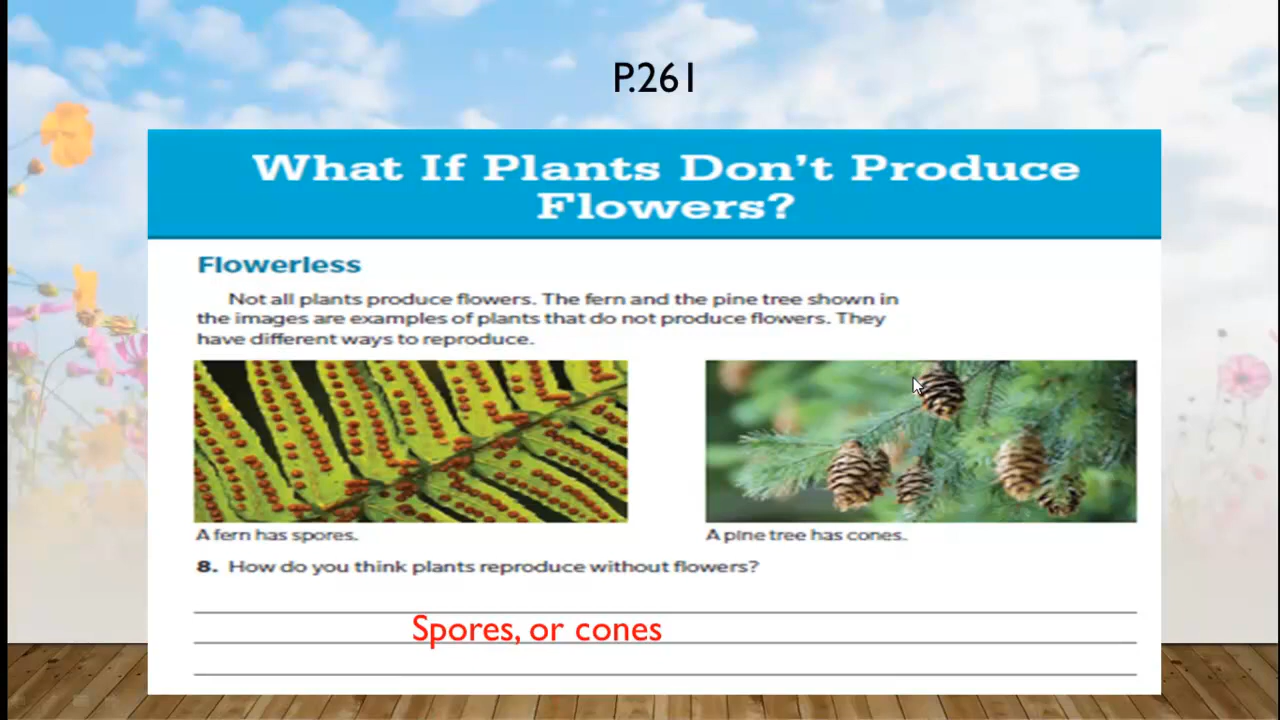 P.261
What If Plants Don't Produce
Flowers?
Flowerless
Not all plants produce flowers. The fern and the pine tree shown in
the images are examples of plants that do not produce flowers. They
have different ways to reproduce.
A fern has spores.
A pine tree has cones.
8. How do you think plants reproduce without flowers?
Spores, or cones